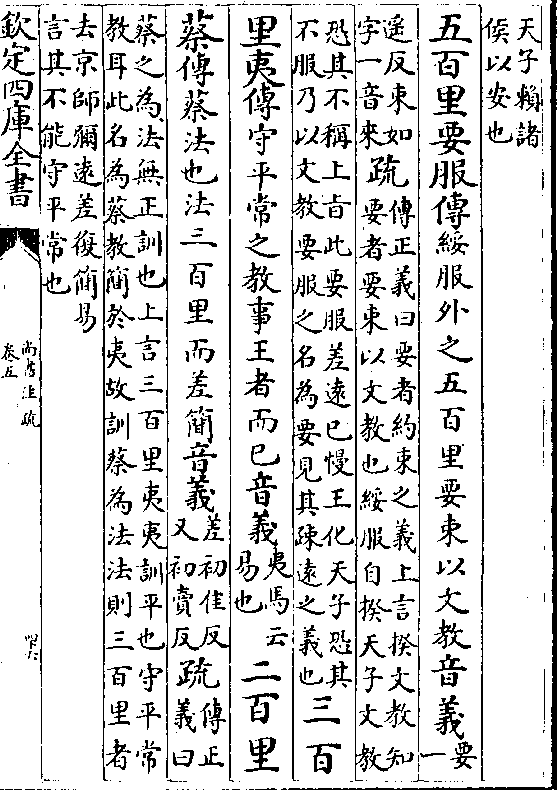 天子賴諸
侯以安也
五百里要服傳綏服外之五百里要束以文教音義要一
遥反束如
字一音來
疏傳正義曰要者約束之義上言揆文教知
要者要束以文教也綏服自揆天子文教
恐其不稱上旨此要服差遠已慢王化天子恐其
不服乃以文教要服之名為要見其疎遠之義也
三百
里夷傳守平常之教事王者而已音義夷馬云
易也
二百里
蔡傳蔡法也法三百里而差簡音義差初佳反
又初賣反
疏傳正
義曰
蔡之為法無正訓也上言三百里夷夷訓平也守平常
教耳此名為蔡教簡於夷故訓蔡為法法則三百里者
去京師彌遠差復簡易
言其不能守平常也
欽定四庫全書
尚書注疏
卷五
四六